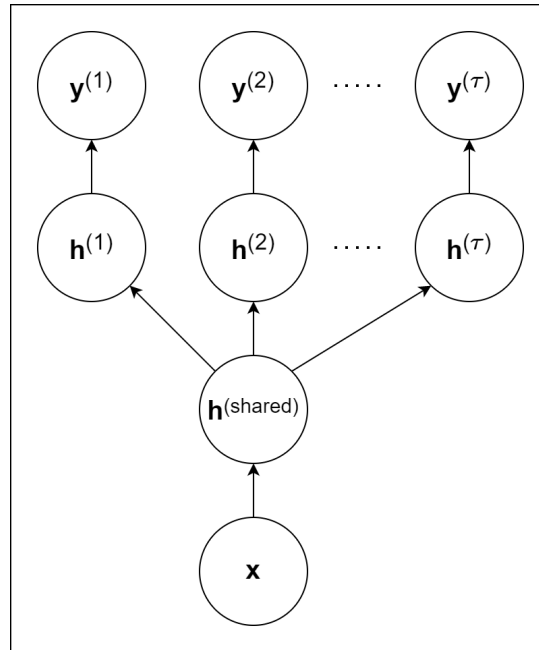 y(1) y(2) ..... y(τ)
h(1) h(2) ..... h(τ)
h(shared)
x